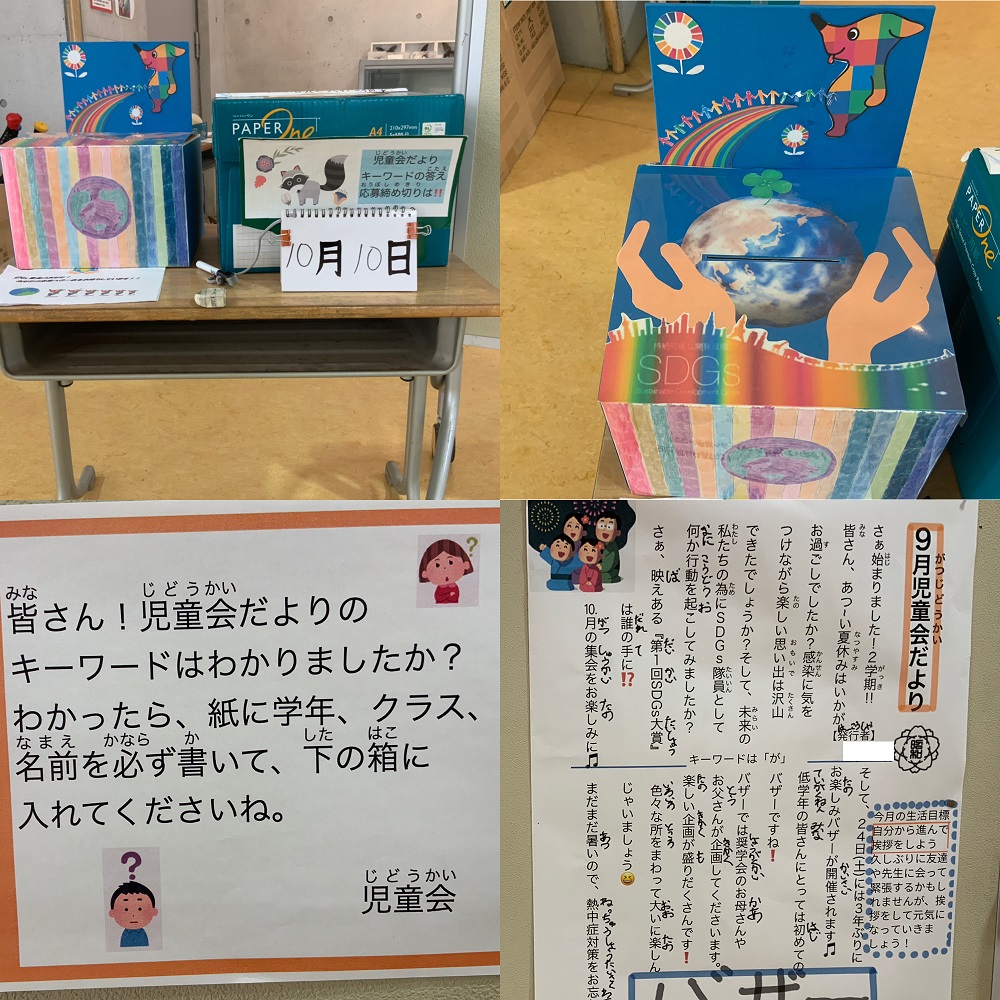 PAPER One
A4
210x297mm
児童会だより
キーワードの答え
応募締め切りは!!
10月10日
PAPER One
SDGs
皆さん！児童会だよりの
キーワードはわかりましたか？
わかったら、紙に学年、クラス、
名前を必ず書いて、下の箱に
入れてくださいね。
児童会
9月児童会だより
【発行者】
さぁ始まりました！2学期!!
皆さん、あつい夏休みはいかが
お過ごしでしたか？感染に気を
つけながら楽しい思い出は沢山
できたでしょうか？そして、未来の
私たちの為にSDGs隊員として
何か行動を起こしてみましたか？
さぁ、映えある『第1回SDGs大賞』
は誰の手に⁉
10月の集会をお楽しみに♫
キーワードは「が」
今月の生活目標
自分から進んで
挨拶をしよう
久しぶりに友達
や先生に会って
緊張するかもし
れませんが、挨
拶をして元気に
なっていきま
しょう！
そして、24日(土)には3年ぶりに
お楽しみバザーが開催されます♫
低学年の皆さんにとっては初めての
バザーですね！
バザーでは奨学会のお母さんや
お父さんが企画してくださいます。
楽しい企画が盛りだくさんです！
色々な所をまわって大いに楽しん
じゃいましょう😆
まだまだ暑いので、熱中症対策をお忘
バザー